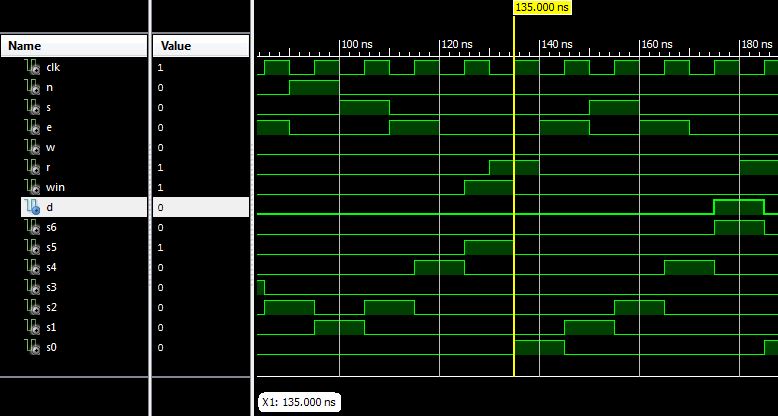 135.000 ns
Name Value
100 ns 120 ns 140 ns 160 ns 180 ns
clk 1
n 0
s 0
e 0
w 0
r 1
win 1
d 0
s6 0
s5 1
s4 0
s3 0
s2 0
s1 0
s0 0
X1: 135.000 ns